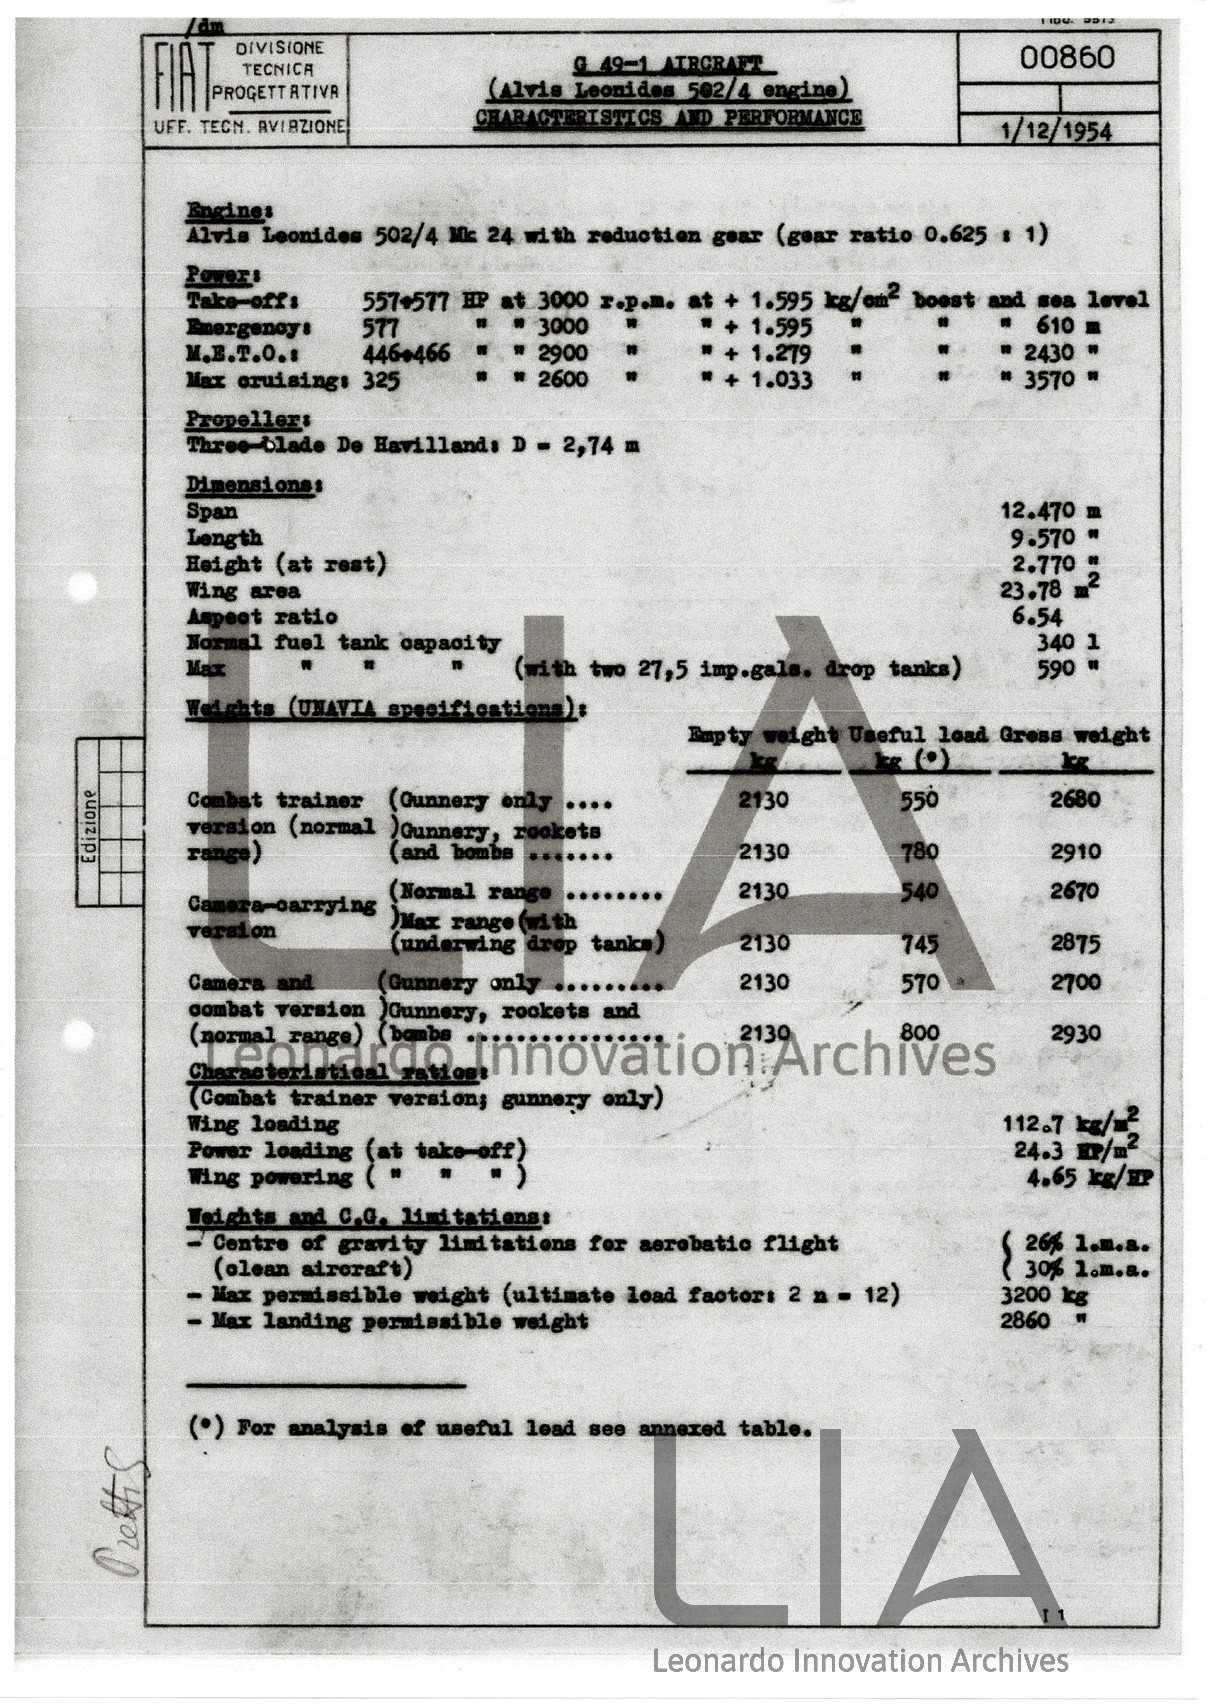 /dm
FIAT DIVISIONE
TECNICA
PROGETTATIVA
UFF. TECN. AVIAZIONE
G 49-1 AIRCRAFT
(Alvis Leonides 502/4 engine)
CHARACTERISTICS AND PERFORMANCE
00860
1/12/1954
Engine:
Alvis Leonides 502/4 Mk 24 with reduction gear (gear ratio 0.625 : 1)
Power:
Take-off: 557÷577 HP at 3000 r.p.m. at + 1.595 kg/cm² boost and sea level
Emergency: 577 " " 3000 " " + 1.595 " " " 610 m
M.E.T.O.: 446÷466 " " 2900 " " + 1.279 " " " 2430 "
Max cruising: 325 " " 2600 " " + 1.033 " " " 3570 "
Propeller:
Three-blade De Havilland: D = 2,74 m
Dimensions:
Span 12.470 m
Length 9.570 "
Height (at rest) 2.770 "
Wing area 23.78 m²
Aspect ratio 6.54
Normal fuel tank capacity 340 l
Max " " " (with two 27,5 imp.gals. drop tanks) 590 "
Weights (UNAVIA specifications):
Empty weight Useful load Gross weight
kg kg (*) kg
Combat trainer (Gunnery only .... 2130 550 2680
version (normal )Gunnery, rockets
range) (and bombs ....... 2130 780 2910
(Normal range ........ 2130 540 2670
Camera-carrying )Max range (with
version (underwing drop tanks) 2130 745 2875
Camera and (Gunnery only ......... 2130 570 2700
combat version )Gunnery, rockets and
(normal range) (bombs ................ 2130 800 2930
Characteristical ratios:
(Combat trainer version; gunnery only)
Wing loading 112.7 kg/m²
Power loading (at take-off) 24.3 HP/m²
Wing powering ( " " " ) 4.65 kg/HP
Weights and C.G. limitations:
- Centre of gravity limitations for aerobatic flight ( 26% l.m.a.
(clean aircraft) ( 30% l.m.a.
- Max permissible weight (ultimate load factor: 2 n = 12) 3200 kg
- Max landing permissible weight 2860 "
(*) For analysis of useful load see annexed table.
Edizione
I 1
LIA
Leonardo Innovation Archives
LIA
Leonardo Innovation Archives